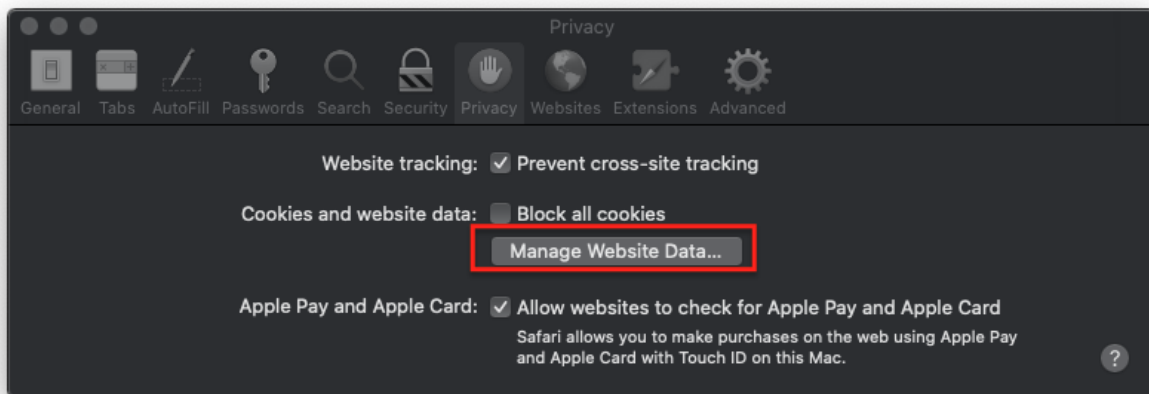 Privacy
General Tabs AutoFill Passwords Search Security Privacy Websites Extensions Advanced
Website tracking: Prevent cross-site tracking
Cookies and website data: Block all cookies
Manage Website Data...
Apple Pay and Apple Card: Allow websites to check for Apple Pay and Apple Card
Safari allows you to make purchases on the web using Apple Pay
and Apple Card with Touch ID on this Mac.
?